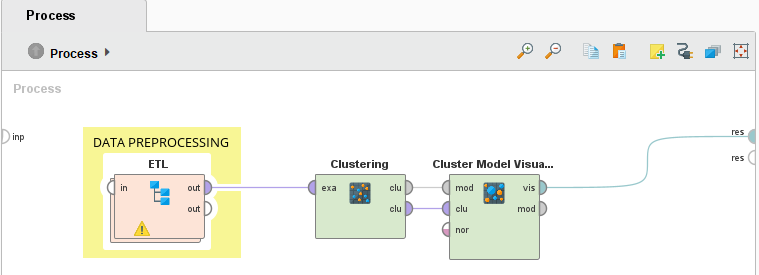 Process
Process
Process
inp
res
res
DATA PREPROCESSING
ETL
in
out
out
Clustering
exa
clu
clu
Cluster Model Visua...
mod
vis
clu
mod
nor